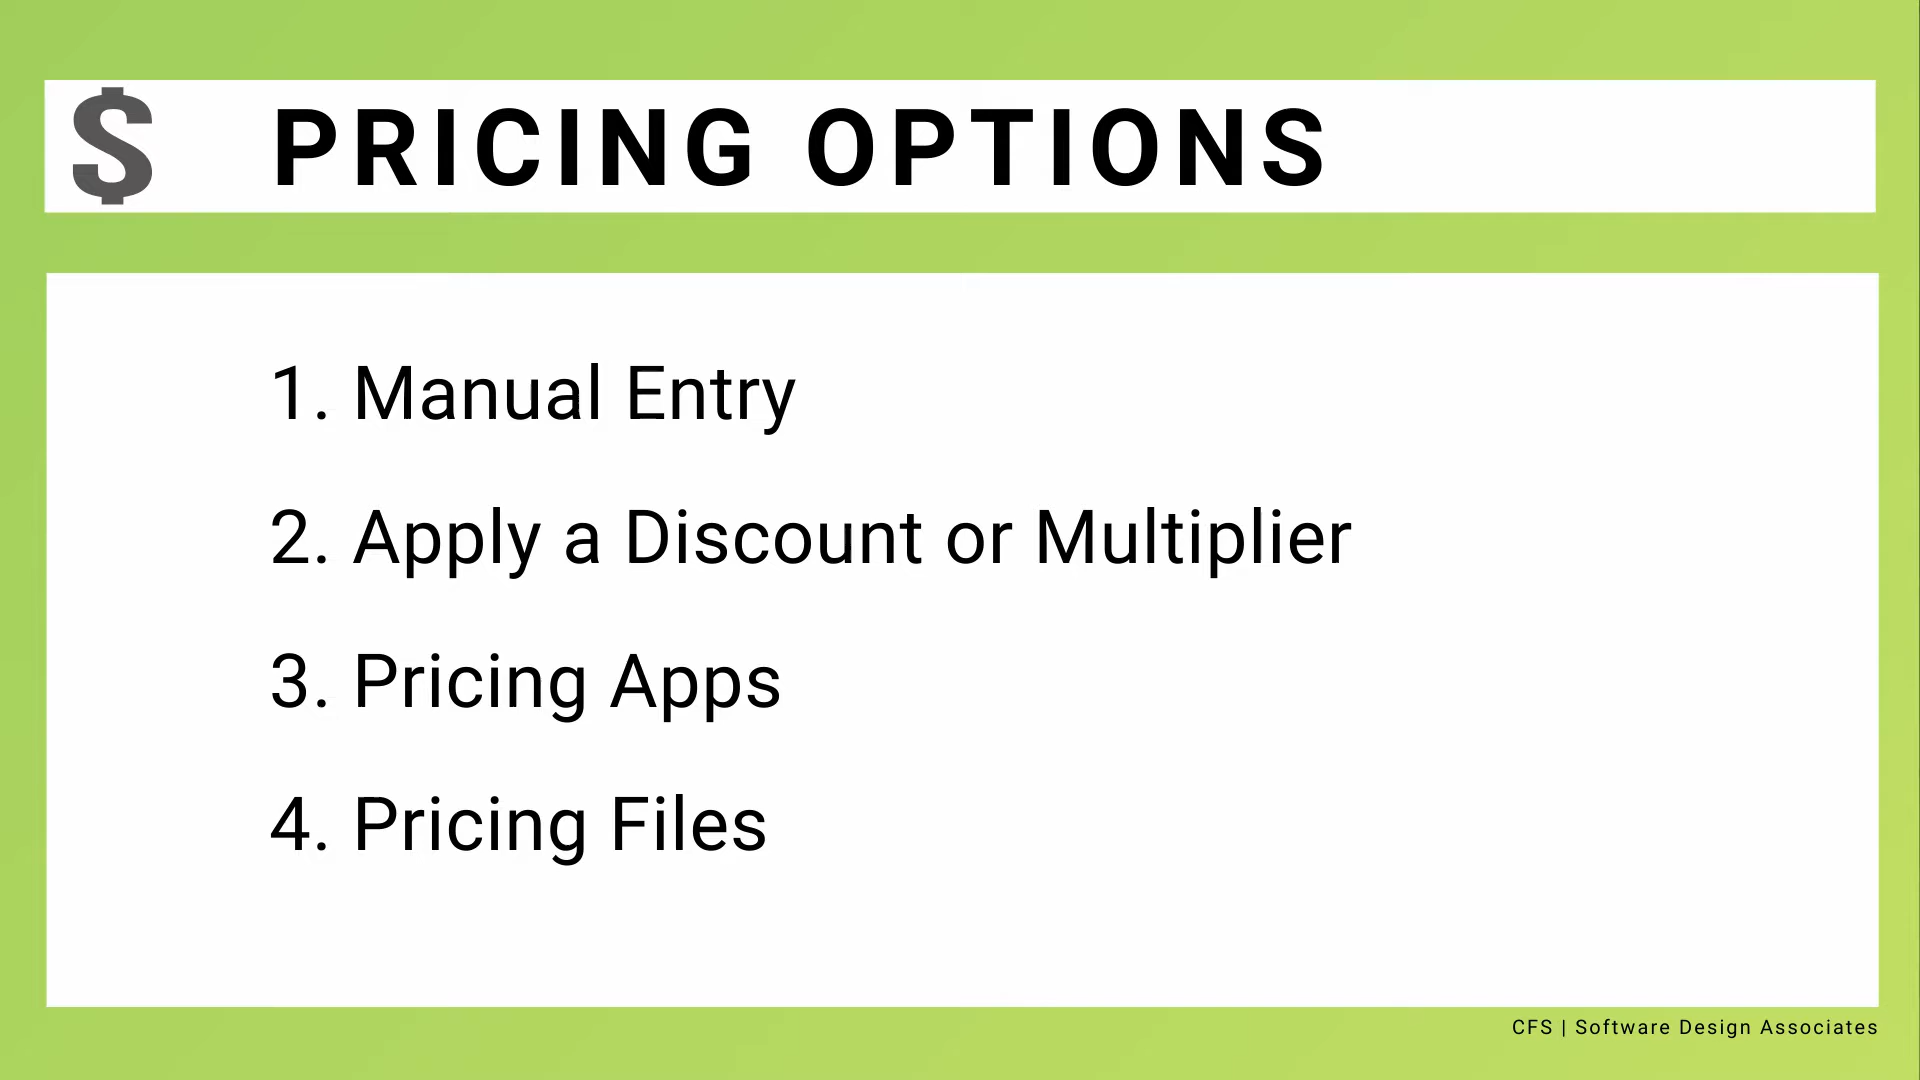 $ PRICING OPTIONS
1. Manual Entry
2. Apply a Discount or Multiplier
3. Pricing Apps
4. Pricing Files
CFS | Software Design Associates